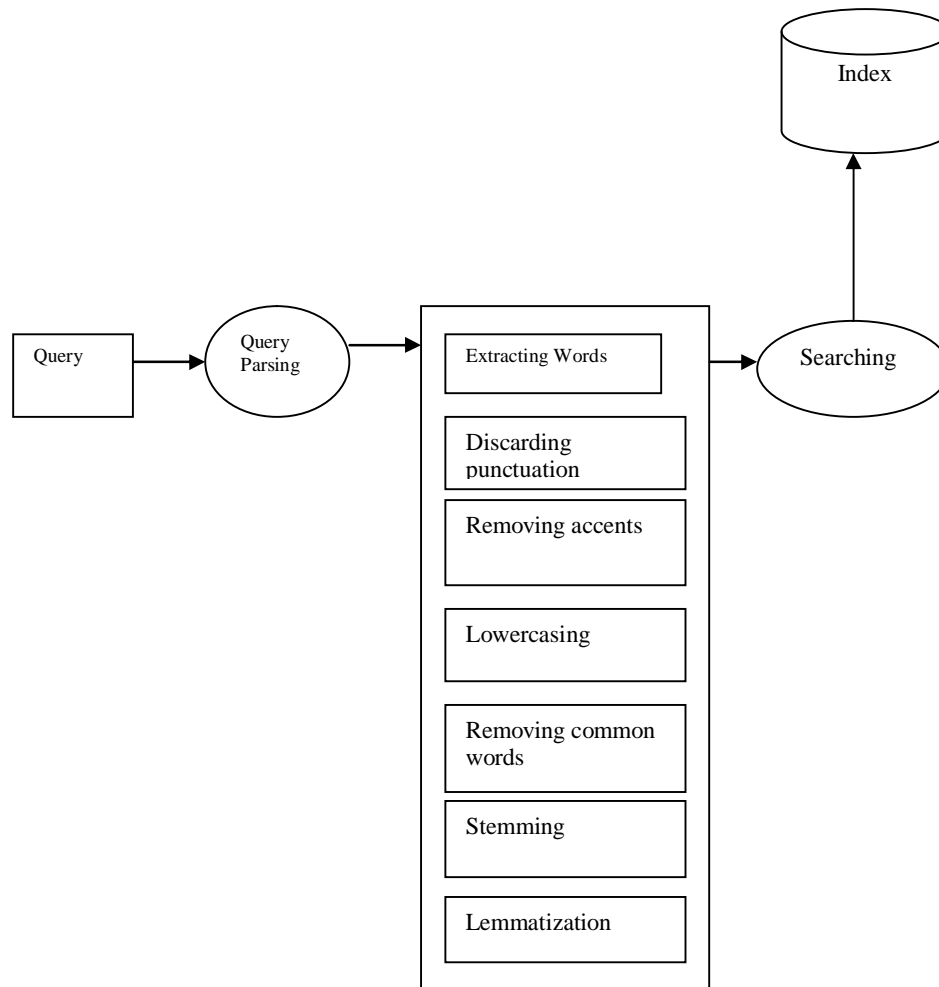 Index
Query
Query
Parsing
Extracting Words
Searching
Discarding
punctuation
Removing accents
Lowercasing
Removing common
words
Stemming
Lemmatization